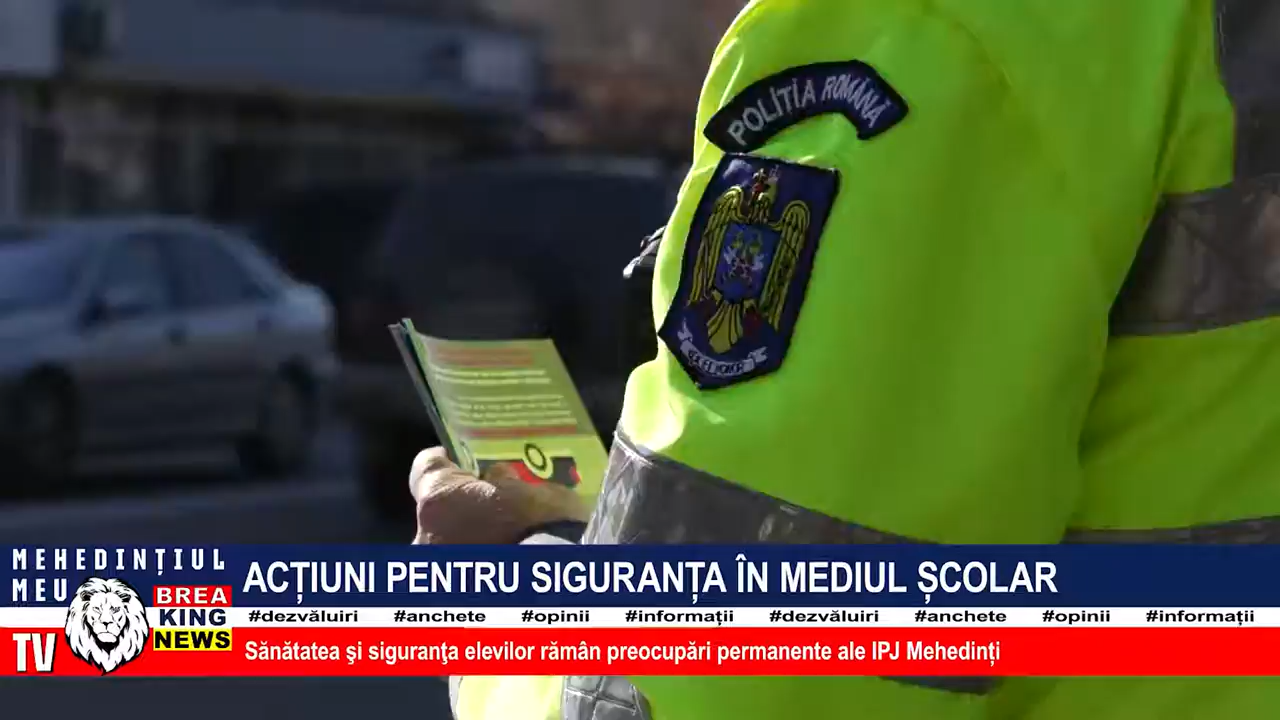 POLIȚIA ROMÂNĂ
MEHEDINȚIUL
MEU
TV
BREA
KING
NEWS
ACȚIUNI PENTRU SIGURANȚA ÎN MEDIUL ȘCOLAR
#dezvăluiri #anchete #opinii #informații #dezvăluiri #anchete #opinii #informații
Sănătatea şi siguranţa elevilor rămân preocupări permanente ale IPJ Mehedinți